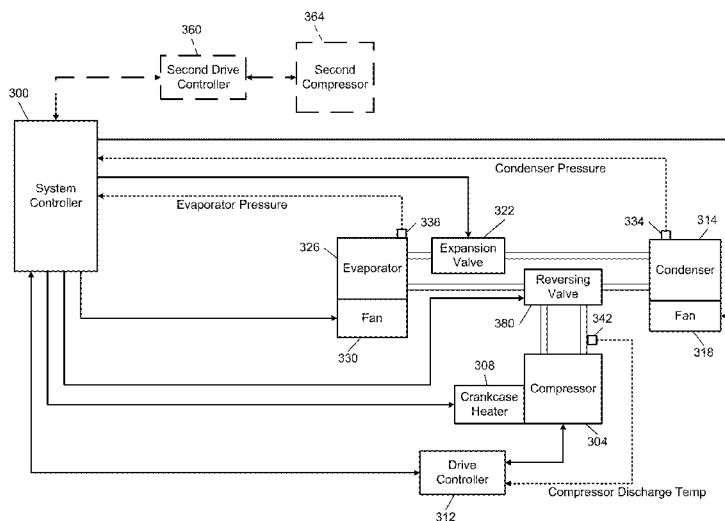 360
Second Drive
Controller
364
Second
Compressor
300
System
Controller
Condenser Pressure
Evaporator Pressure
338
322
334
314
326
Evaporator
Expansion
Valve
Condenser
Reversing
Valve
Fan
330
380
342
Fan
318
308
Crankcase
Heater
Compressor
304
Drive
Controller
312
Compressor Discharge Temp